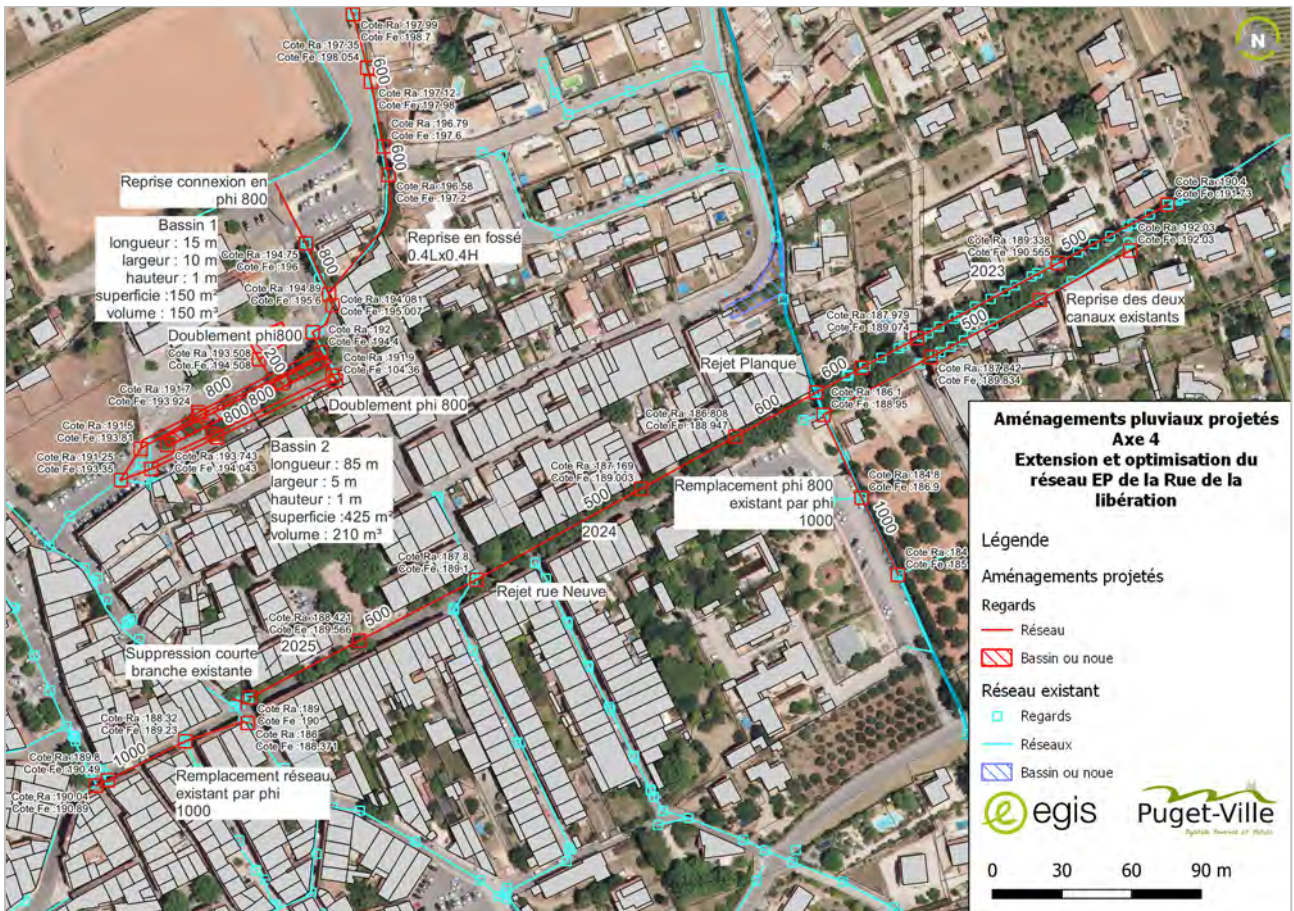 Cote Ra :197.99
Cote Fe :198.7
Cote Ra :197.35
Cote Fe :198.054
600
Cote Ra :197.12
Cote Fe :197.98
Cote Ra :196.79
Cote Fe :197.6
600
Cote Ra :196.58
Cote Fe :197.2
N
Reprise connexion en
phi 800
Bassin 1
longueur : 15 m
largeur : 10 m
hauteur : 1 m
superficie :150 m²
volume : 150 m³
Reprise en fossé
0.4Lx0.4H
Cote Ra :194.75
Cote Fe :196
800
Cote Ra :194.89
Cote Fe :195.6
Cote Ra :194.081
Cote Fe :195.007
Doublement phi800
Cote Ra :192
Cote Fe :194.4
Cote Ra :193.508
Cote Fe :194.508
200
Cote Ra :191.9
Cote Fe :104.36
800
Cote Ra :191.7
Cote Fe :193.924
800
800
Doublement phi 800
Cote Ra :191.5
Cote Fe :193.81
Cote Ra :191.25
Cote Fe :193.35
Cote Ra :193.743
Cote Fe :194.043
Bassin 2
longueur : 85 m
largeur : 5 m
hauteur : 1 m
superficie :425 m²
volume : 210 m³
Cote Ra :190.4
Cote Fe :191.73
Cote Ra :192.03
Cote Fe :192.03
Cote Ra :189.338
Cote Fe :190.565
500
2023
500
Reprise des deux
canaux existants
Cote Ra :187.979
Cote Fe :189.074
Cote Ra :187.842
Cote Fe :189.834
Rejet Planque
600
Cote Ra :186.1
Cote Fe :188.95
600
Cote Ra :186.808
Cote Fe :188.947
Cote Ra :187.169
Cote Fe :189.003
500
Remplacement phi 800
existant par phi
1000
Cote Ra :184.8
Cote Fe :186.9
1000
Cote Ra :184
Cote Fe :185
2024
Cote Ra :187.8
Cote Fe :189.1
Rejet rue Neuve
500
Cote Ra :188.421
Cote Fe :189.566
2025
Suppression courte
branche existante
Cote Ra :189
Cote Fe :190
Cote Ra :186
Cote Fe :188.371
Cote Ra :188.32
Cote Fe :189.23
1000
Cote Ra :189.8
Cote Fe :190.49
Cote Ra :190.04
Cote Fe :190.89
Remplacement réseau
existant par phi
1000
Aménagements pluviaux projetés
Axe 4
Extension et optimisation du
réseau EP de la Rue de la
libération
Légende
Aménagements projetés
Regards
Réseau
Bassin ou noue
Réseau existant
Regards
Réseaux
Bassin ou noue
egis
Puget-Ville
0 30 60 90 m